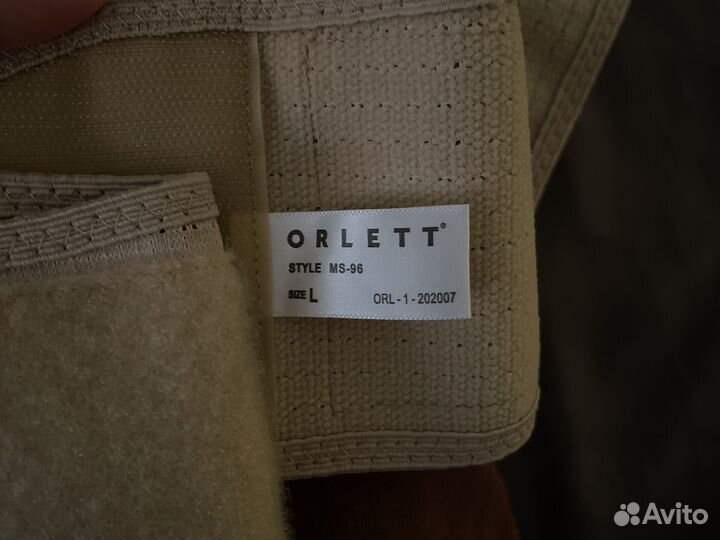 ORLETT®
STYLE MS-96
SIZE L ORL-1-202007
Avito